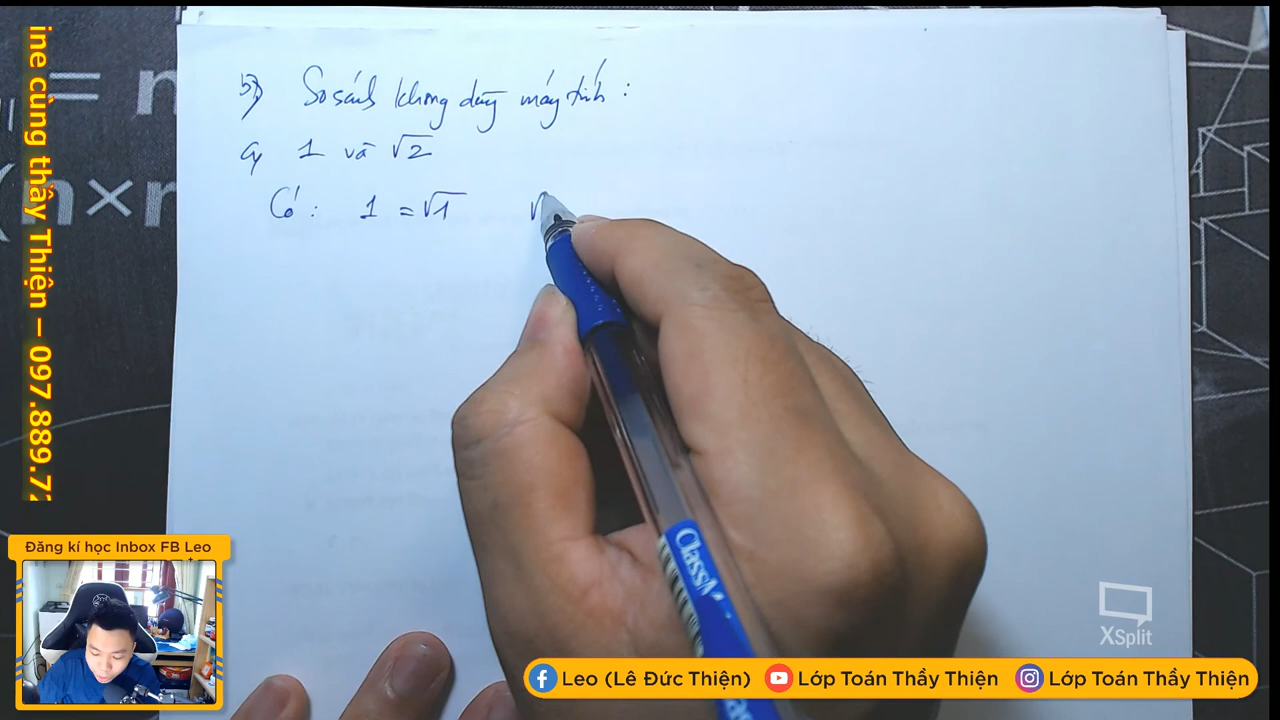 5) So sánh không dùng máy tính :
a, 1 và √2
Có : 1 = √1 √
ine cùng thầy Thiện – 097.889.7
Đăng kí học Inbox FB Leo
ClassA
XSplit
Leo (Lê Đức Thiện) Lớp Toán Thầy Thiện Lớp Toán Thầy Thiện